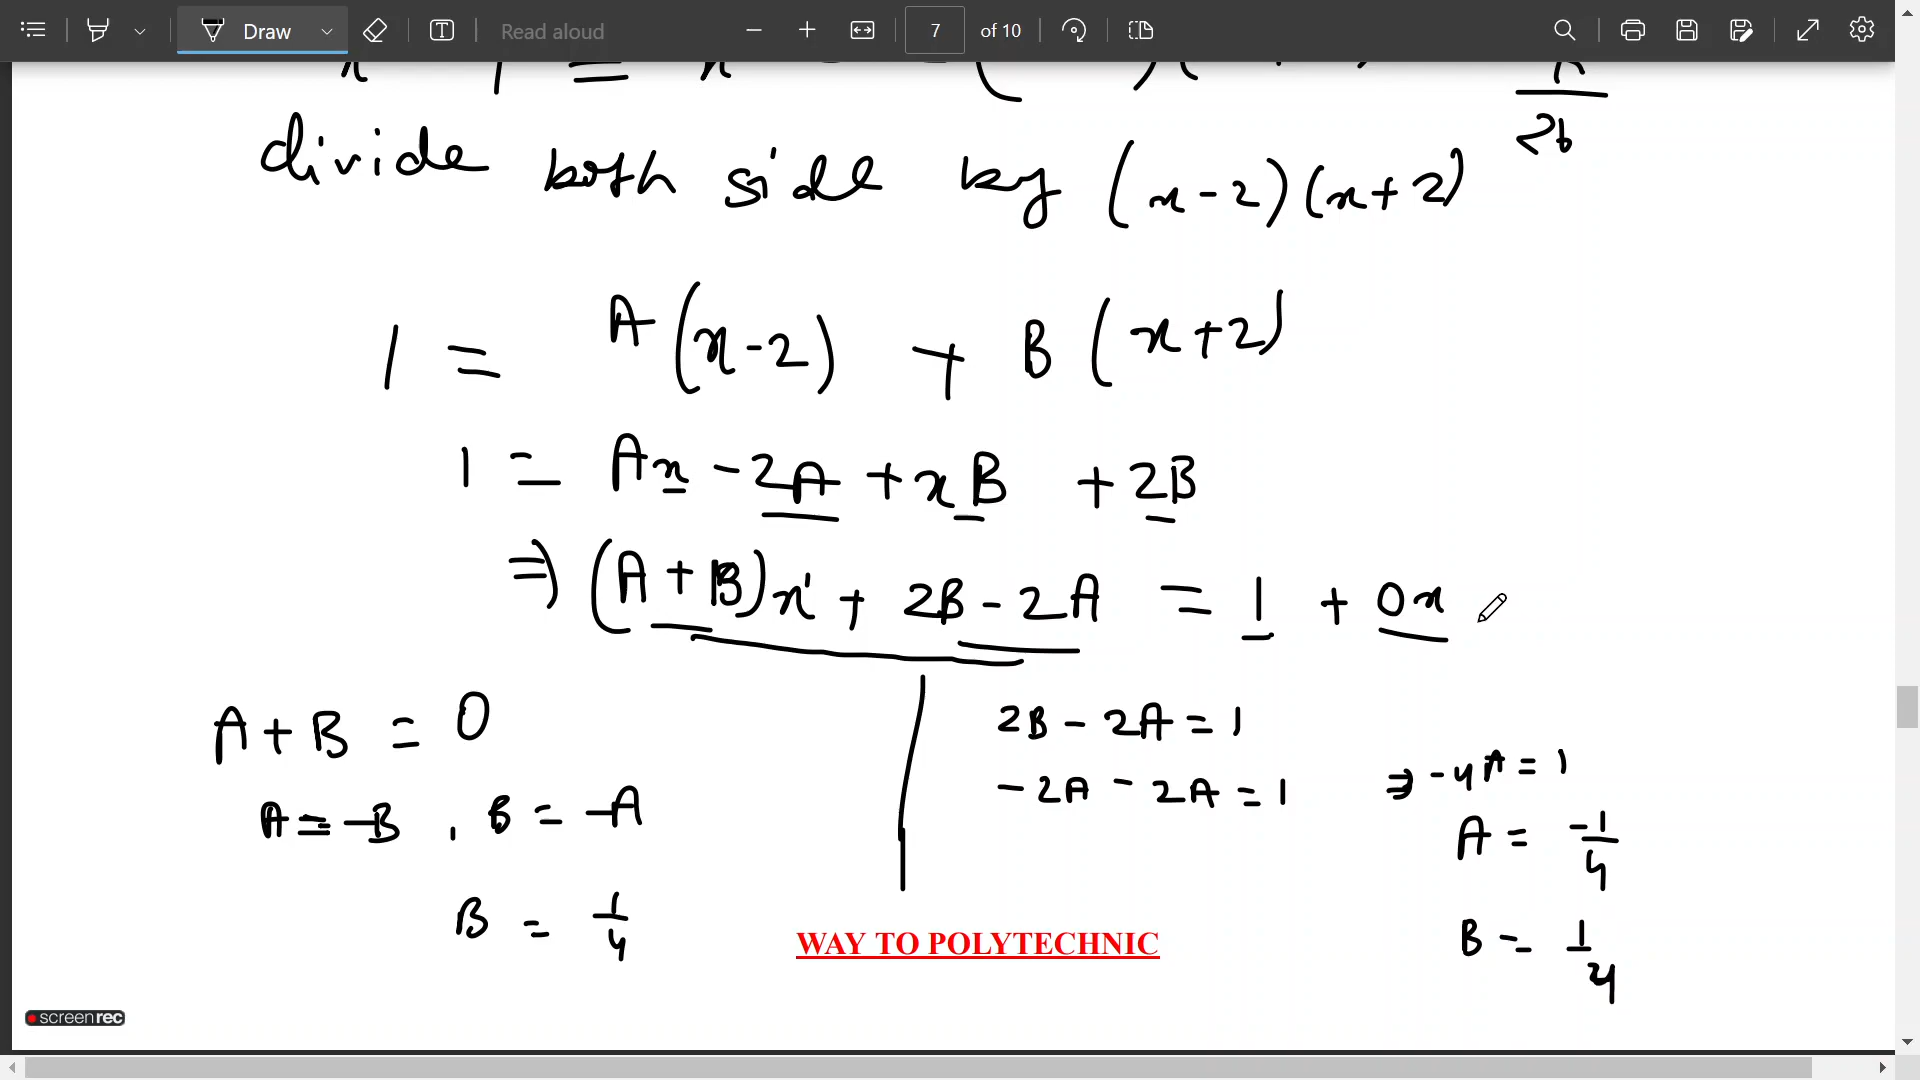 Draw
Read aloud
7 of 10
26
divide both side by (x-2)(x+2)
1 = A(x-2) + B(x+2)
1 = Ax -2A + xB + 2B
⇒ (A+B)x + 2B - 2A = 1 + 0x
A+B = 0
2B - 2A = 1
-2A - 2A = 1
⇒ -4A = 1
A = -B , B = -A
A = -1/4
B = 1/4
B = 1/4
WAY TO POLYTECHNIC
screenrec